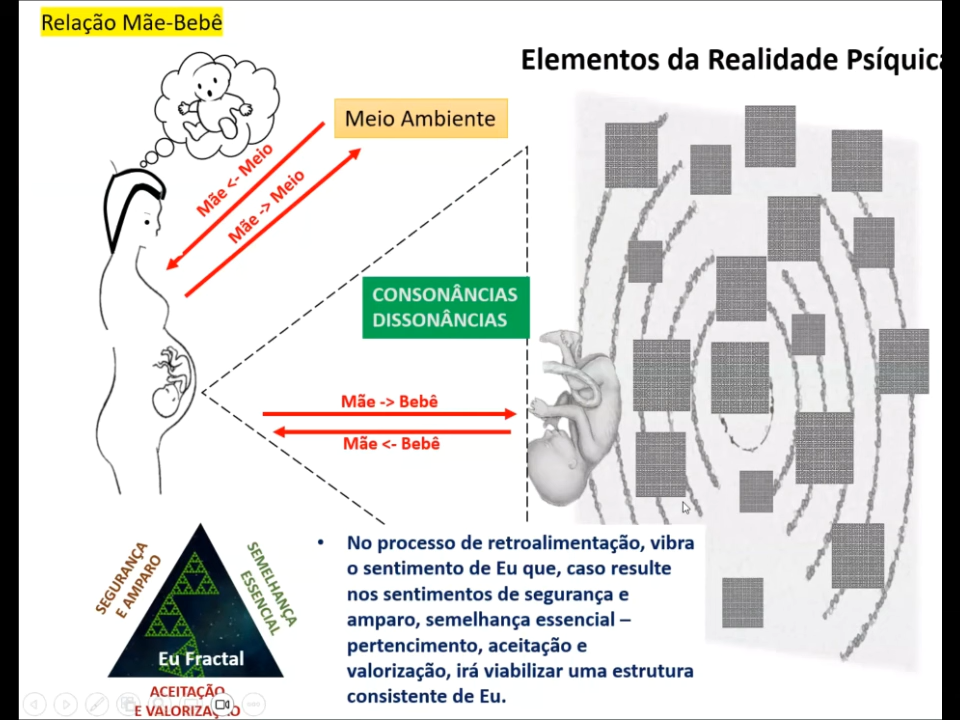 Relação Mãe-Bebê
Elementos da Realidade Psíquica
Meio Ambiente
Mãe <- Meio
Mãe -> Meio
CONSONÂNCIAS
DISSONÂNCIAS
Mãe -> Bebê
Mãe <- Bebê
SEGURANÇA
E AMPARO
SEMELHANÇA
ESSENCIAL
Eu Fractal
ACEITAÇÃO
E VALORIZAÇÃO
• No processo de retroalimentação, vibra
o sentimento de Eu que, caso resulte
nos sentimentos de segurança e
amparo, semelhança essencial –
pertencimento, aceitação e
valorização, irá viabilizar uma estrutura
consistente de Eu.